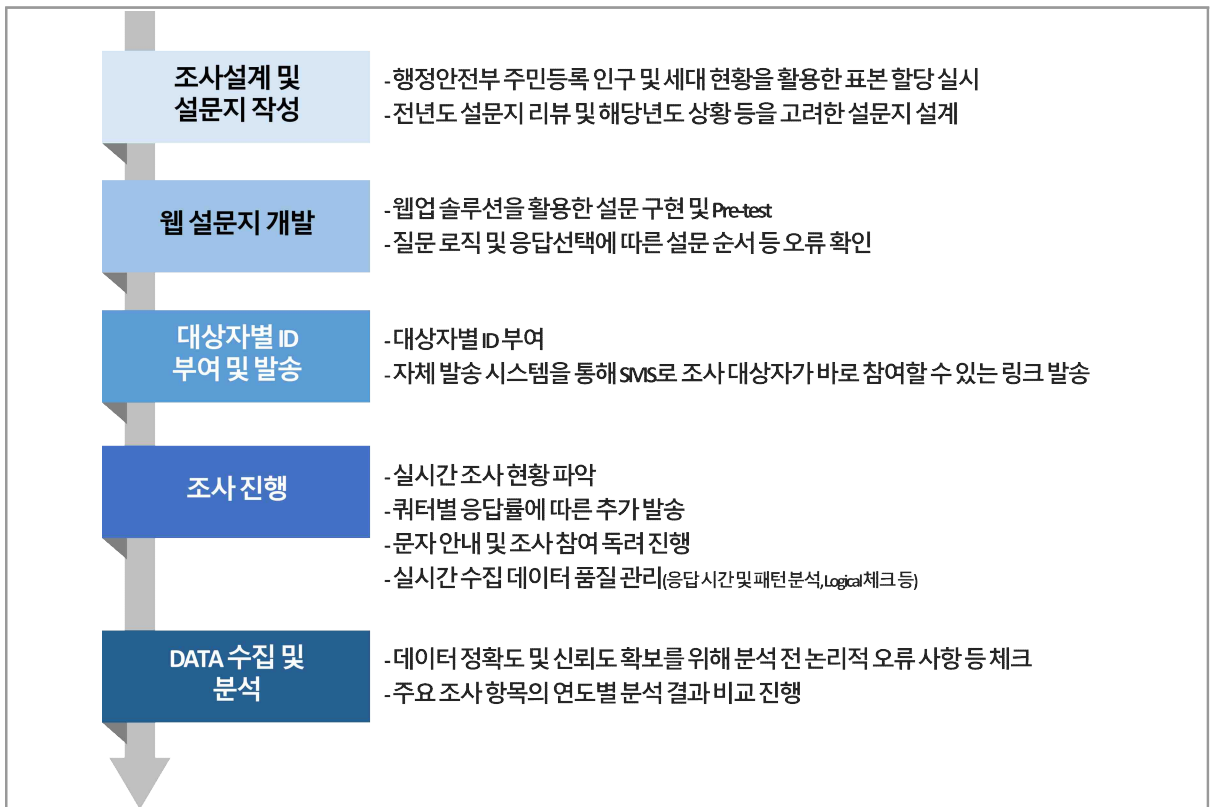 조사설계 및
설문지 작성
- 행정안전부 주민등록 인구 및 세대 현황을 활용한 표본 할당 실시
- 전년도 설문지 리뷰 및 해당년도 상황 등을 고려한 설문지 설계
웹 설문지 개발
- 웹업 솔루션을 활용한 설문 구현 및 Pre-test
- 질문 로직 및 응답선택에 따른 설문 순서 등 오류 확인
대상자별 ID
부여 및 발송
- 대상자별 ID 부여
- 자체 발송 시스템을 통해 SMS로 조사 대상자가 바로 참여할 수 있는 링크 발송
조사 진행
- 실시간 조사 현황 파악
- 쿼터별 응답률에 따른 추가 발송
- 문자 안내 및 조사 참여 독려 진행
- 실시간 수집 데이터 품질 관리(응답 시간 및 패턴 분석, Logical 체크 등)
DATA 수집 및
분석
- 데이터 정확도 및 신뢰도 확보를 위해 분석 전 논리적 오류 사항 등 체크
- 주요 조사 항목의 연도별 분석 결과 비교 진행